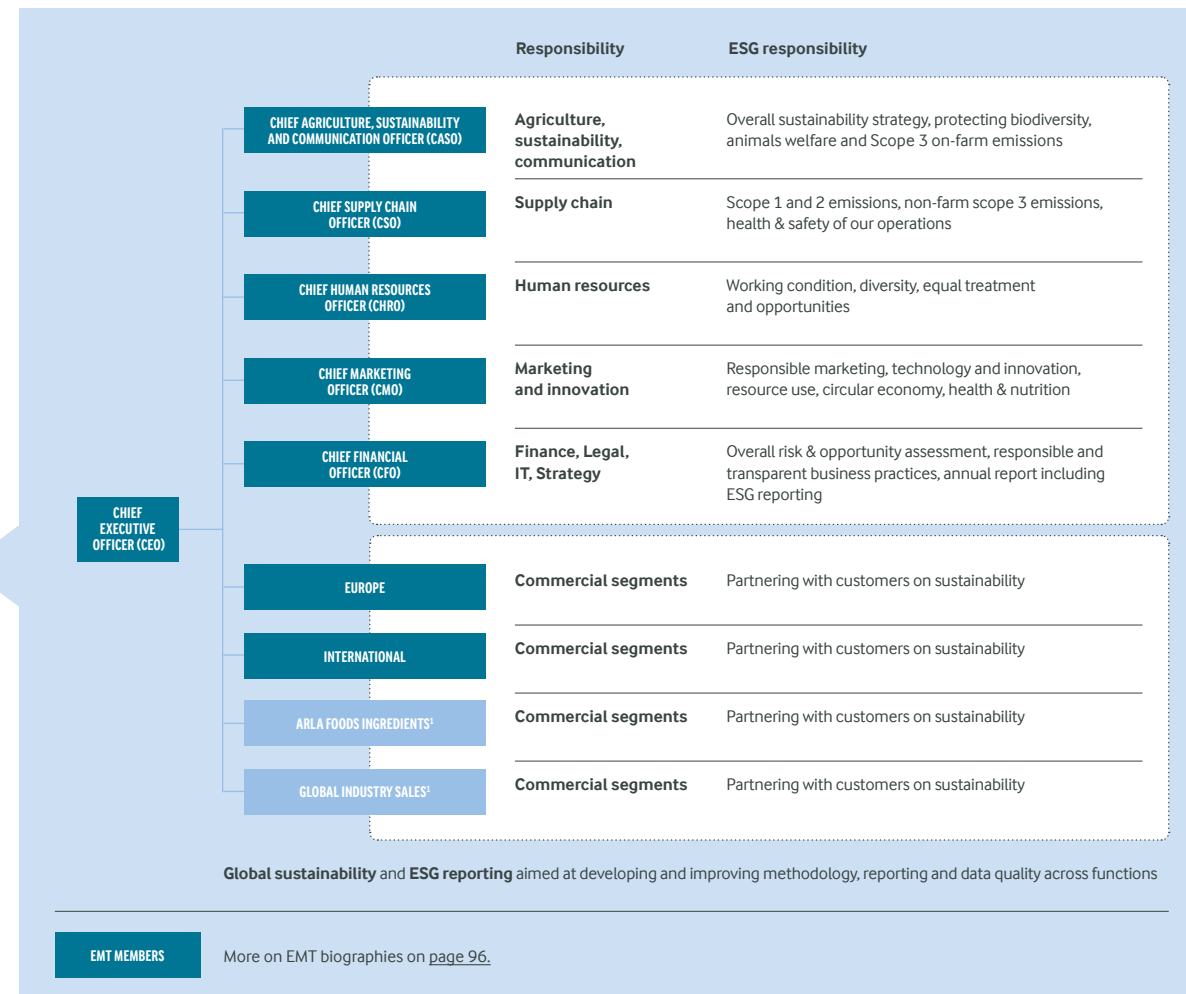 Responsibility
ESG responsibility
CHIEF AGRICULTURE, SUSTAINABILITY
AND COMMUNICATION OFFICER (CASO)
Agriculture,
sustainability,
communication
Overall sustainability strategy, protecting biodiversity,
animals welfare and Scope 3 on-farm emissions
CHIEF SUPPLY CHAIN
OFFICER (CSO)
Supply chain
Scope 1 and 2 emissions, non-farm scope 3 emissions,
health & safety of our operations
CHIEF HUMAN RESOURCES
OFFICER (CHRO)
Human resources
Working condition, diversity, equal treatment
and opportunities
CHIEF MARKETING
OFFICER (CMO)
Marketing
and innovation
Responsible marketing, technology and innovation,
resource use, circular economy, health & nutrition
CHIEF FINANCIAL
OFFICER (CFO)
Finance, Legal,
IT, Strategy
Overall risk & opportunity assessment, responsible and
transparent business practices, annual report including
ESG reporting
CHIEF
EXECUTIVE
OFFICER (CEO)
EUROPE
Commercial segments
Partnering with customers on sustainability
INTERNATIONAL
Commercial segments
Partnering with customers on sustainability
ARLA FOODS INGREDIENTS¹
Commercial segments
Partnering with customers on sustainability
GLOBAL INDUSTRY SALES¹
Commercial segments
Partnering with customers on sustainability
Global sustainability and ESG reporting aimed at developing and improving methodology, reporting and data quality across functions
EMT MEMBERS
More on EMT biographies on page 96.